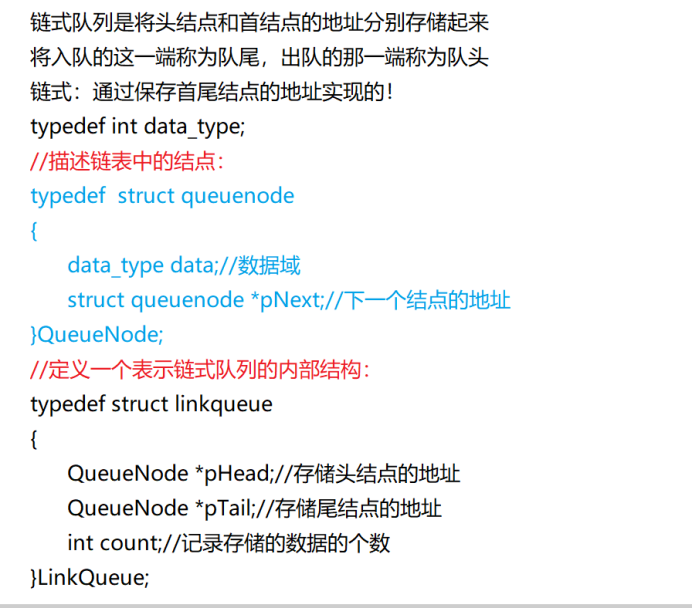 链式队列是将头结点和首结点的地址分别存储起来
将入队的这一端称为队尾，出队的那一端称为队头
链式：通过保存首尾结点的地址实现的！
typedef int data_type;
//描述链表中的结点：
typedef  struct queuenode
{
data_type data;//数据域
struct queuenode *pNext;//下一个结点的地址
}QueueNode;
//定义一个表示链式队列的内部结构：
typedef struct linkqueue
{
QueueNode *pHead;//存储头结点的地址
QueueNode *pTail;//存储尾结点的地址
int count;//记录存储的数据的个数
}LinkQueue;